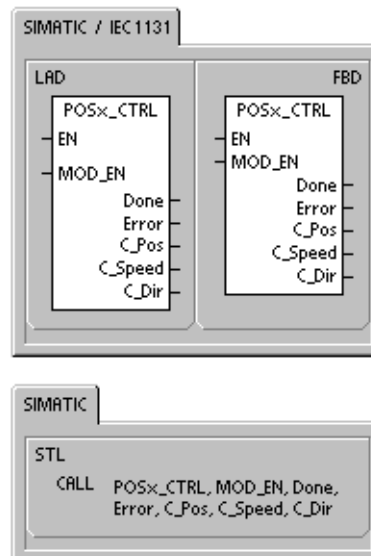 SIMATIC / IEC1131
LAD
FBD
POSx_CTRL
EN
MOD_EN
Done
Error
C_Pos
C_Speed
C_Dir
POSx_CTRL
EN
MOD_EN
Done
Error
C_Pos
C_Speed
C_Dir
SIMATIC
STL
CALL POSx_CTRL, MOD_EN, Done,
Error, C_Pos, C_Speed, C_Dir